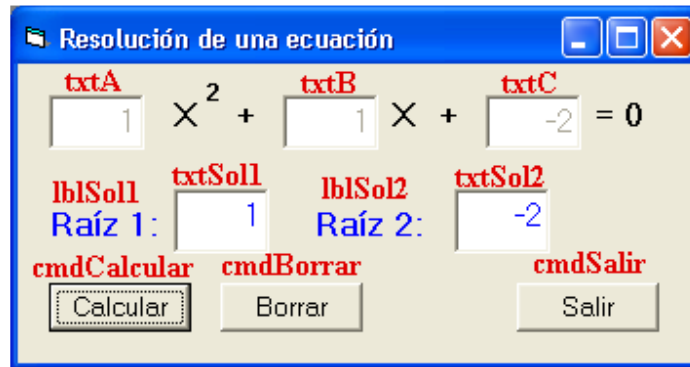 Resolución de una ecuación
txtA txtB txtC
1 X² + 1 X + -2 = 0
lblSol1 txtSol1 lblSol2 txtSol2
Raíz 1: 1 Raíz 2: -2
cmdCalcular cmdBorrar cmdSalir
Calcular Borrar Salir